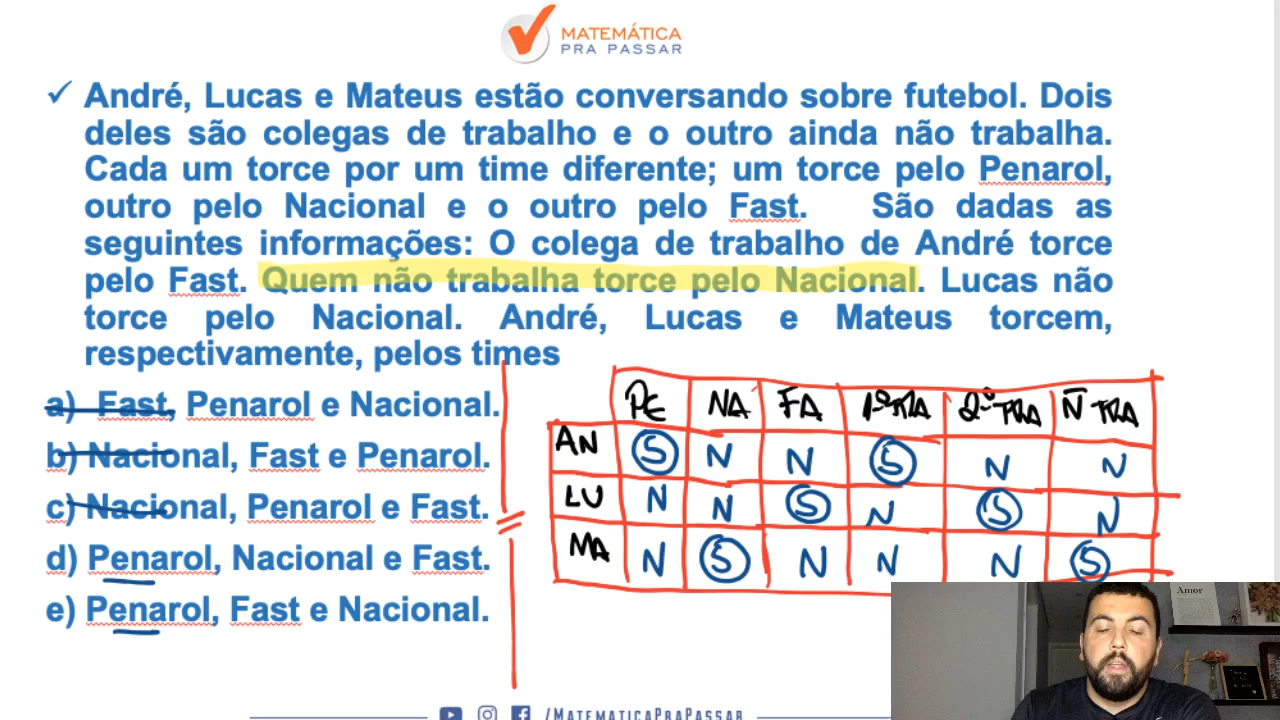 MATEMÁTICA
PRA PASSAR
✓ André, Lucas e Mateus estão conversando sobre futebol. Dois
deles são colegas de trabalho e o outro ainda não trabalha.
Cada um torce por um time diferente; um torce pelo Penarol,
outro pelo Nacional e o outro pelo Fast. São dadas as
seguintes informações: O colega de trabalho de André torce
pelo Fast. Quem não trabalha torce pelo Nacional. Lucas não
torce pelo Nacional. André, Lucas e Mateus torcem,
respectivamente, pelos times
a) Fast, Penarol e Nacional.
b) Nacional, Fast e Penarol.
c) Nacional, Penarol e Fast.
d) Penarol, Nacional e Fast.
e) Penarol, Fast e Nacional.
PE NA FA 1º TRA 2º TRA N TRA
AN S N N S N N
LU N N S N S N
MA N S N N N S
Amor
/MATEMATICAPRAPASSAR